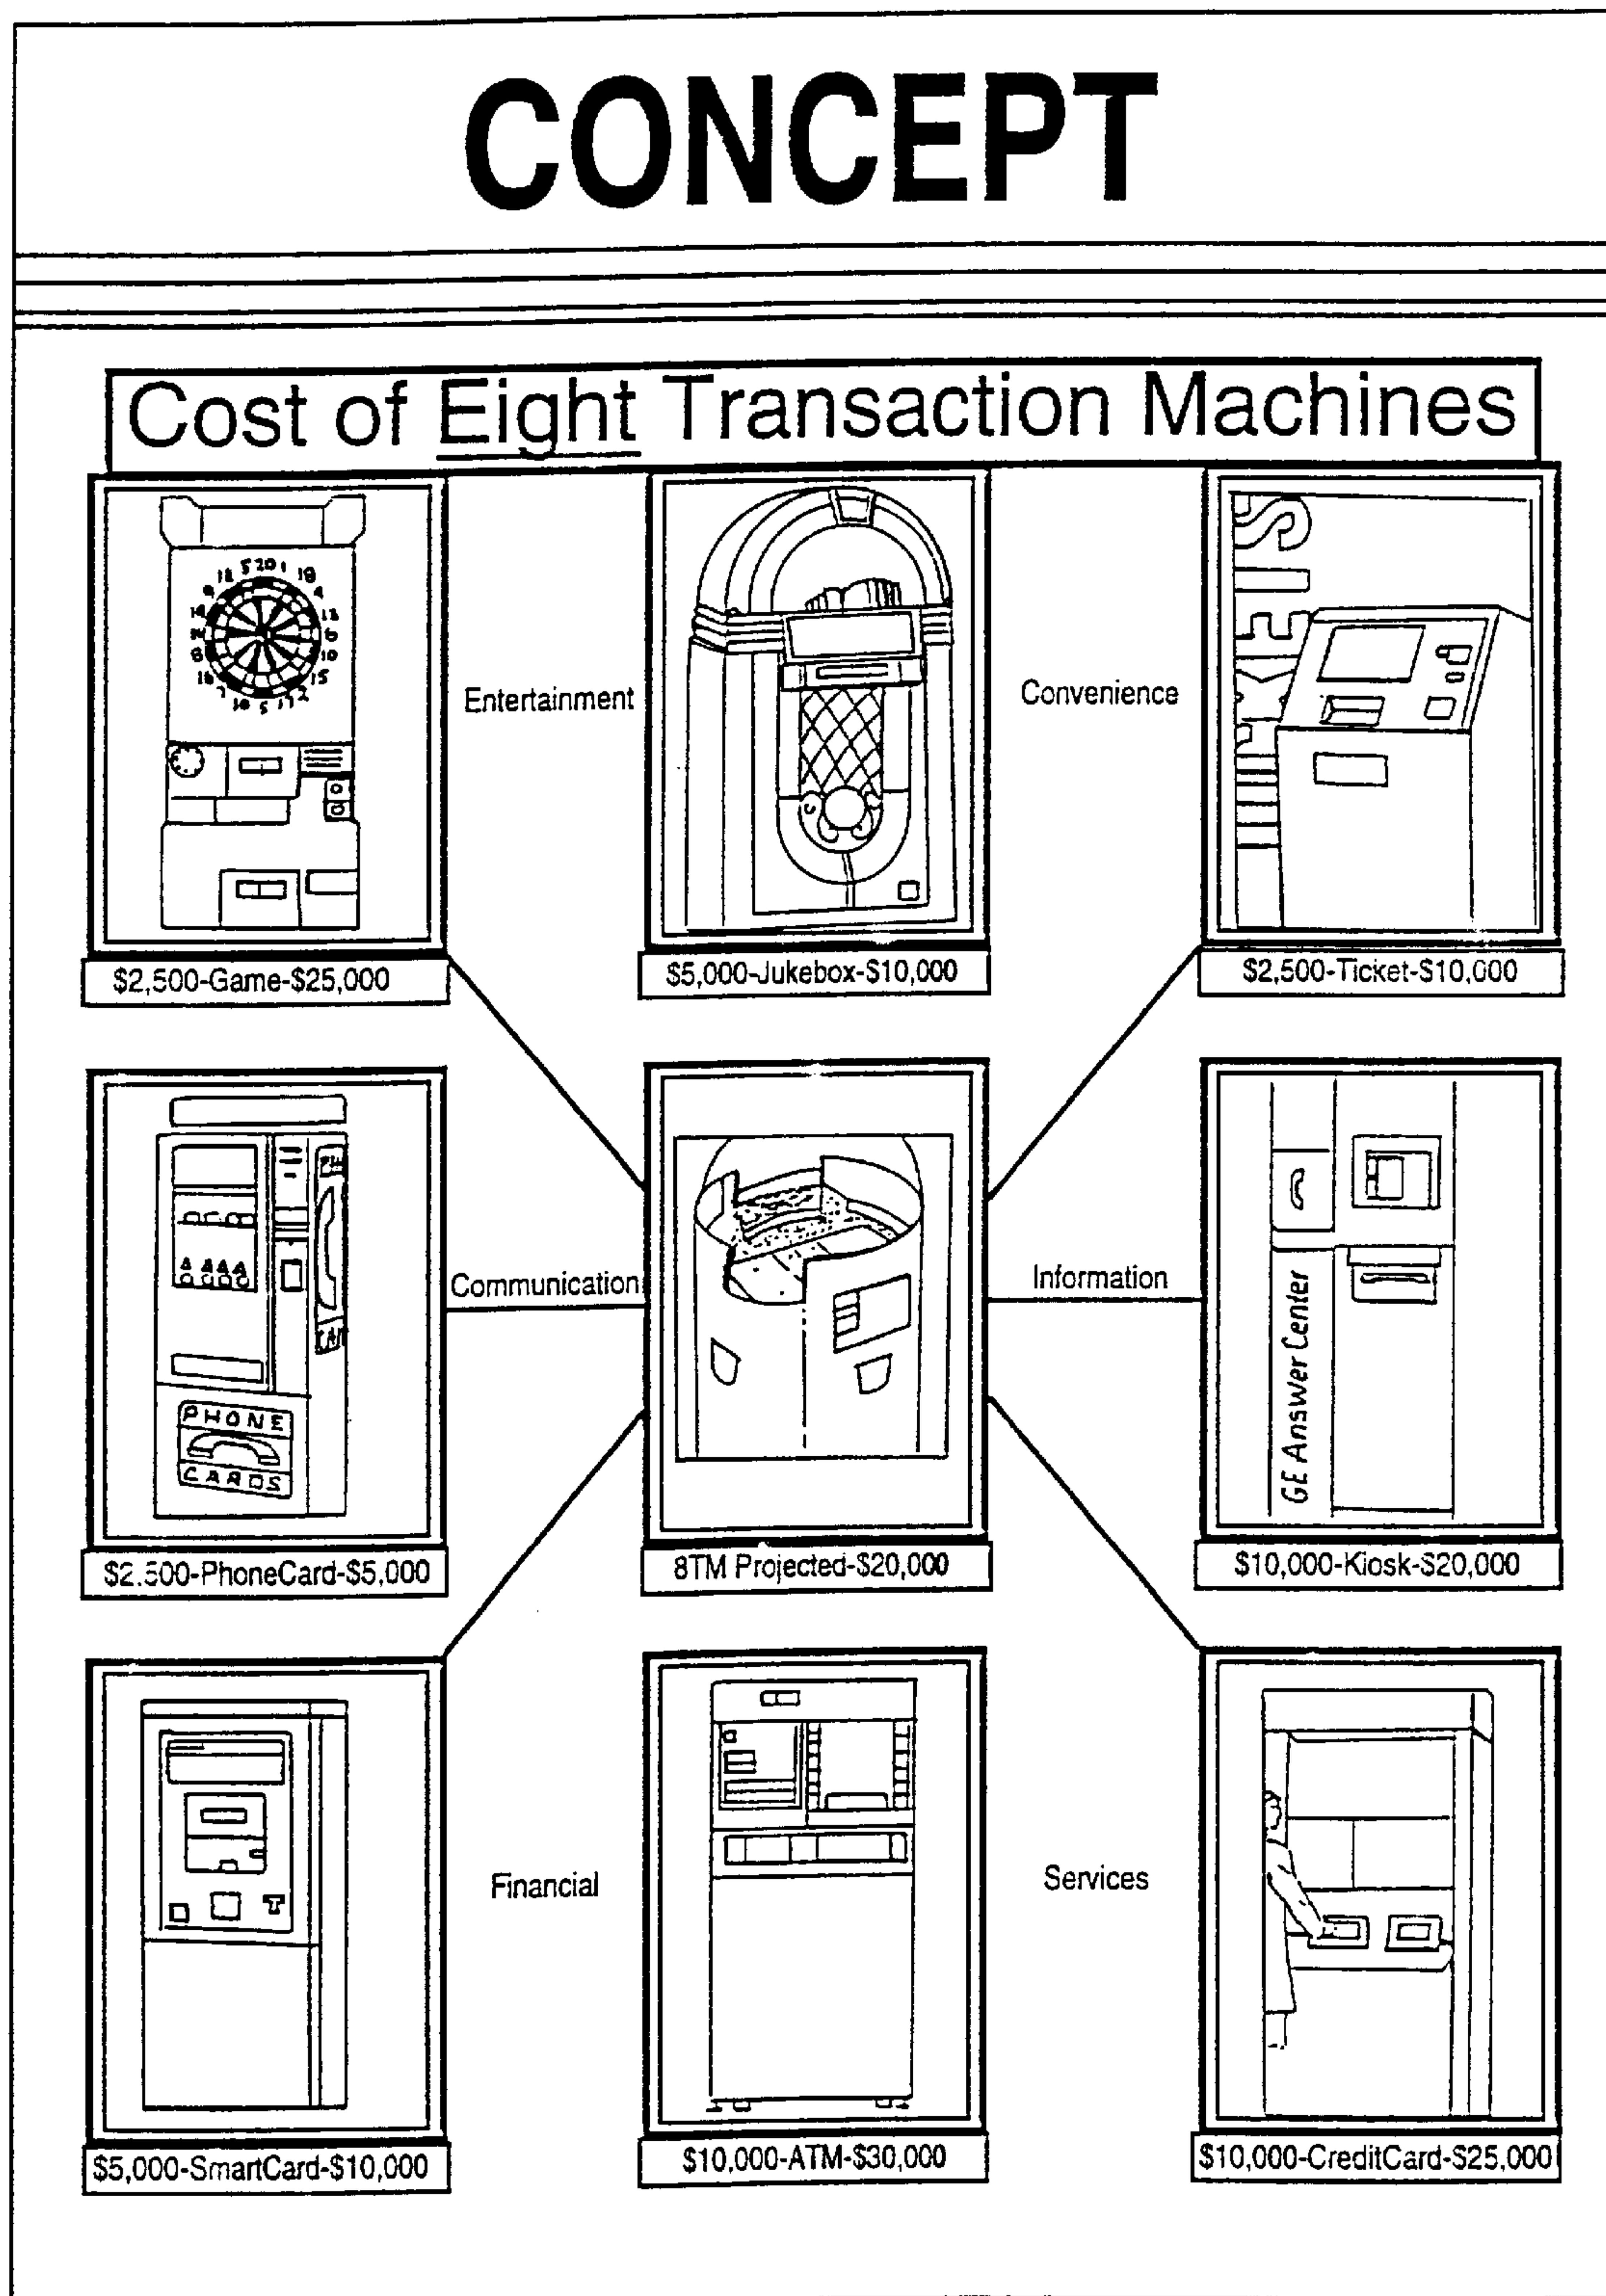 CONCEPT
Cost of Eight Transaction Machines
TICKETS
Entertainment
Convenience
$2,500-Game-$25,000
$5,000-Jukebox-$10,000
$2,500-Ticket-$10,000
PHONE
CARDS
Communication
Information
GE Answer Center
$2,500-PhoneCard-$5,000
8TM Projected-$20,000
$10,000-Kiosk-$20,000
Financial
Services
$5,000-SmartCard-$10,000
$10,000-ATM-$30,000
$10,000-CreditCard-$25,000